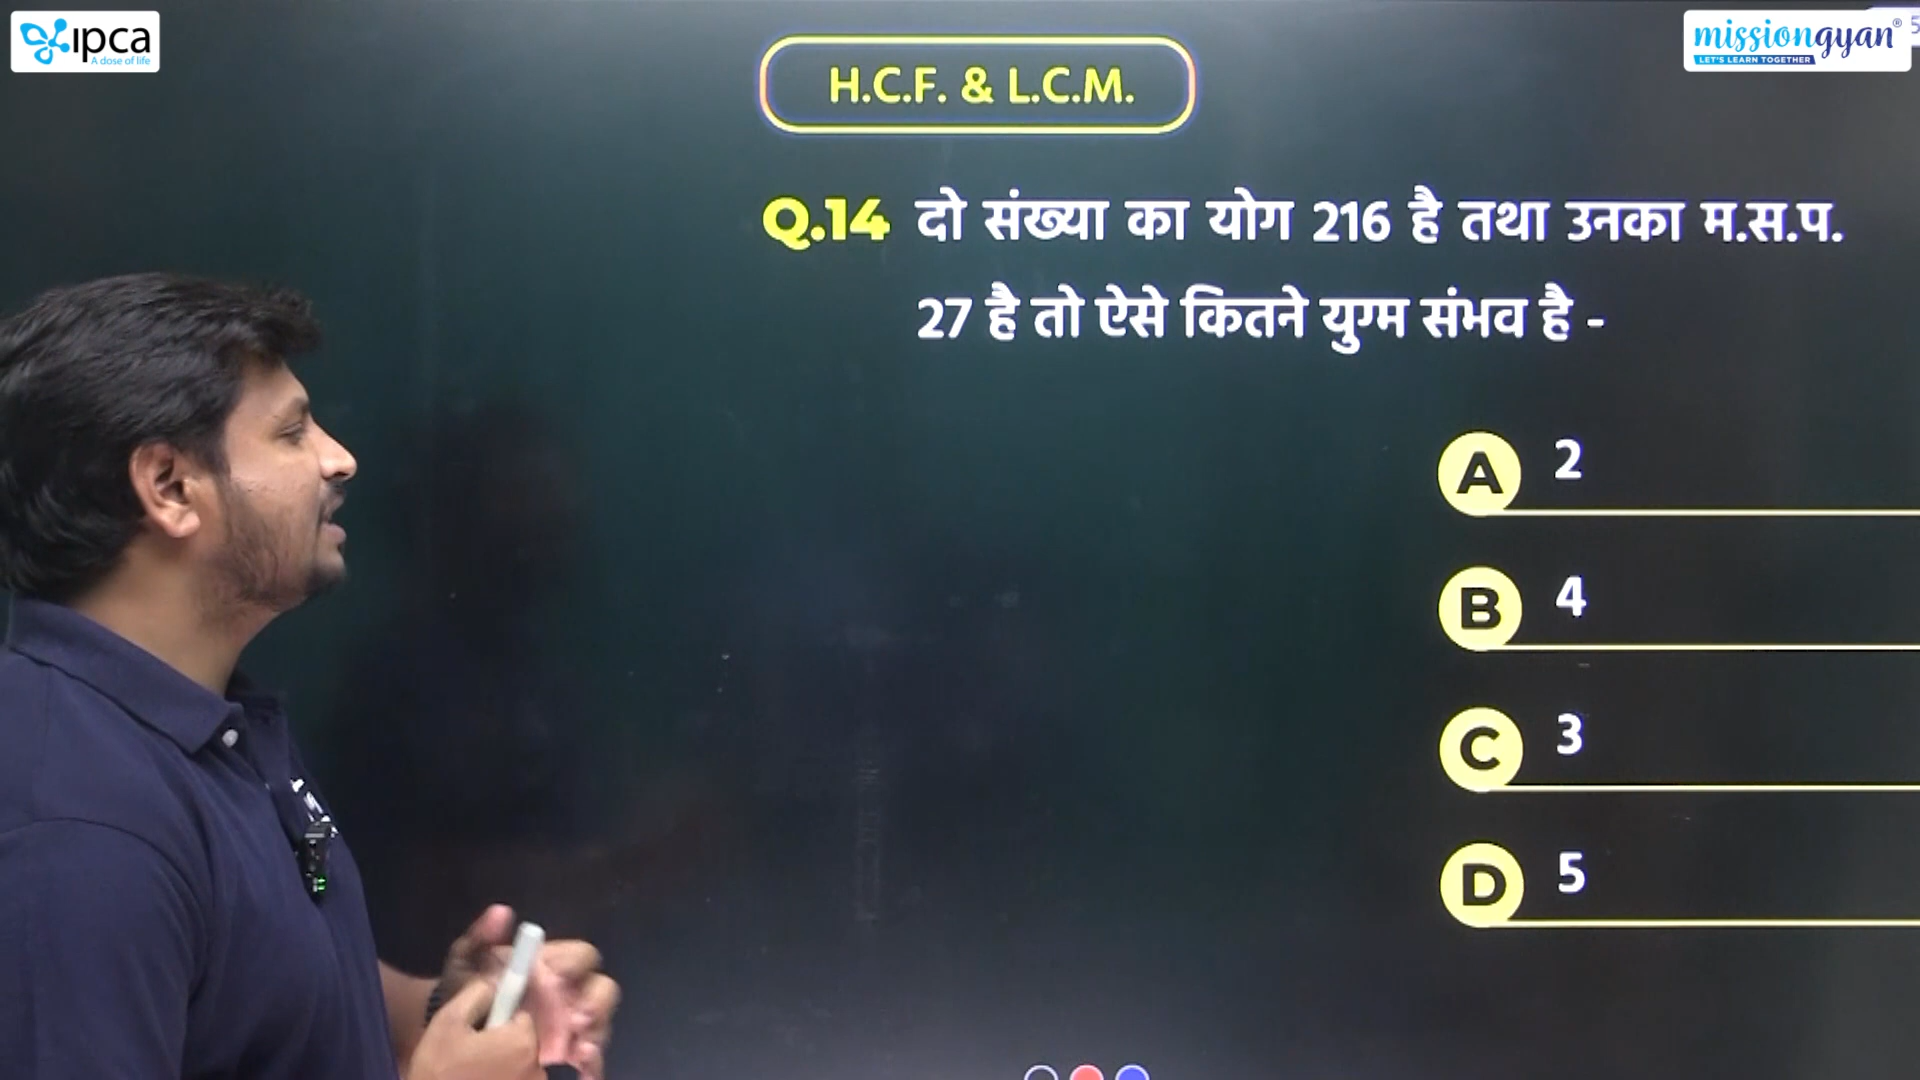 ipca
A dose of life
missiongyan®
LET'S LEARN TOGETHER
H.C.F. & L.C.M.
Q.14 दो संख्या का योग 216 है तथा उनका म.स.प.
27 है तो ऐसे कितने युग्म संभव है -
A 2
B 4
C 3
D 5